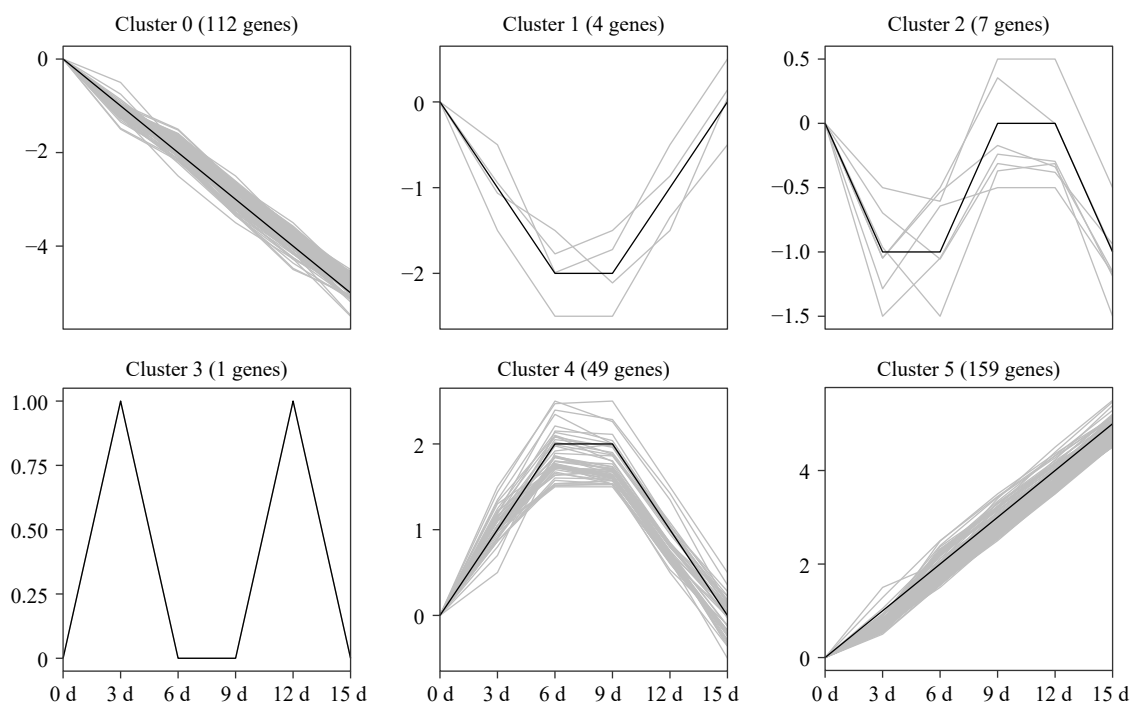 Cluster 0 (112 genes)
0
−2
−4
Cluster 1 (4 genes)
0
−1
−2
Cluster 2 (7 genes)
0.5
0
−0.5
−1.0
−1.5
Cluster 3 (1 genes)
1.00
0.75
0.50
0.25
0
0 d 3 d 6 d 9 d 12 d 15 d
Cluster 4 (49 genes)
2
1
0
0 d 3 d 6 d 9 d 12 d 15 d
Cluster 5 (159 genes)
4
2
0
0 d 3 d 6 d 9 d 12 d 15 d